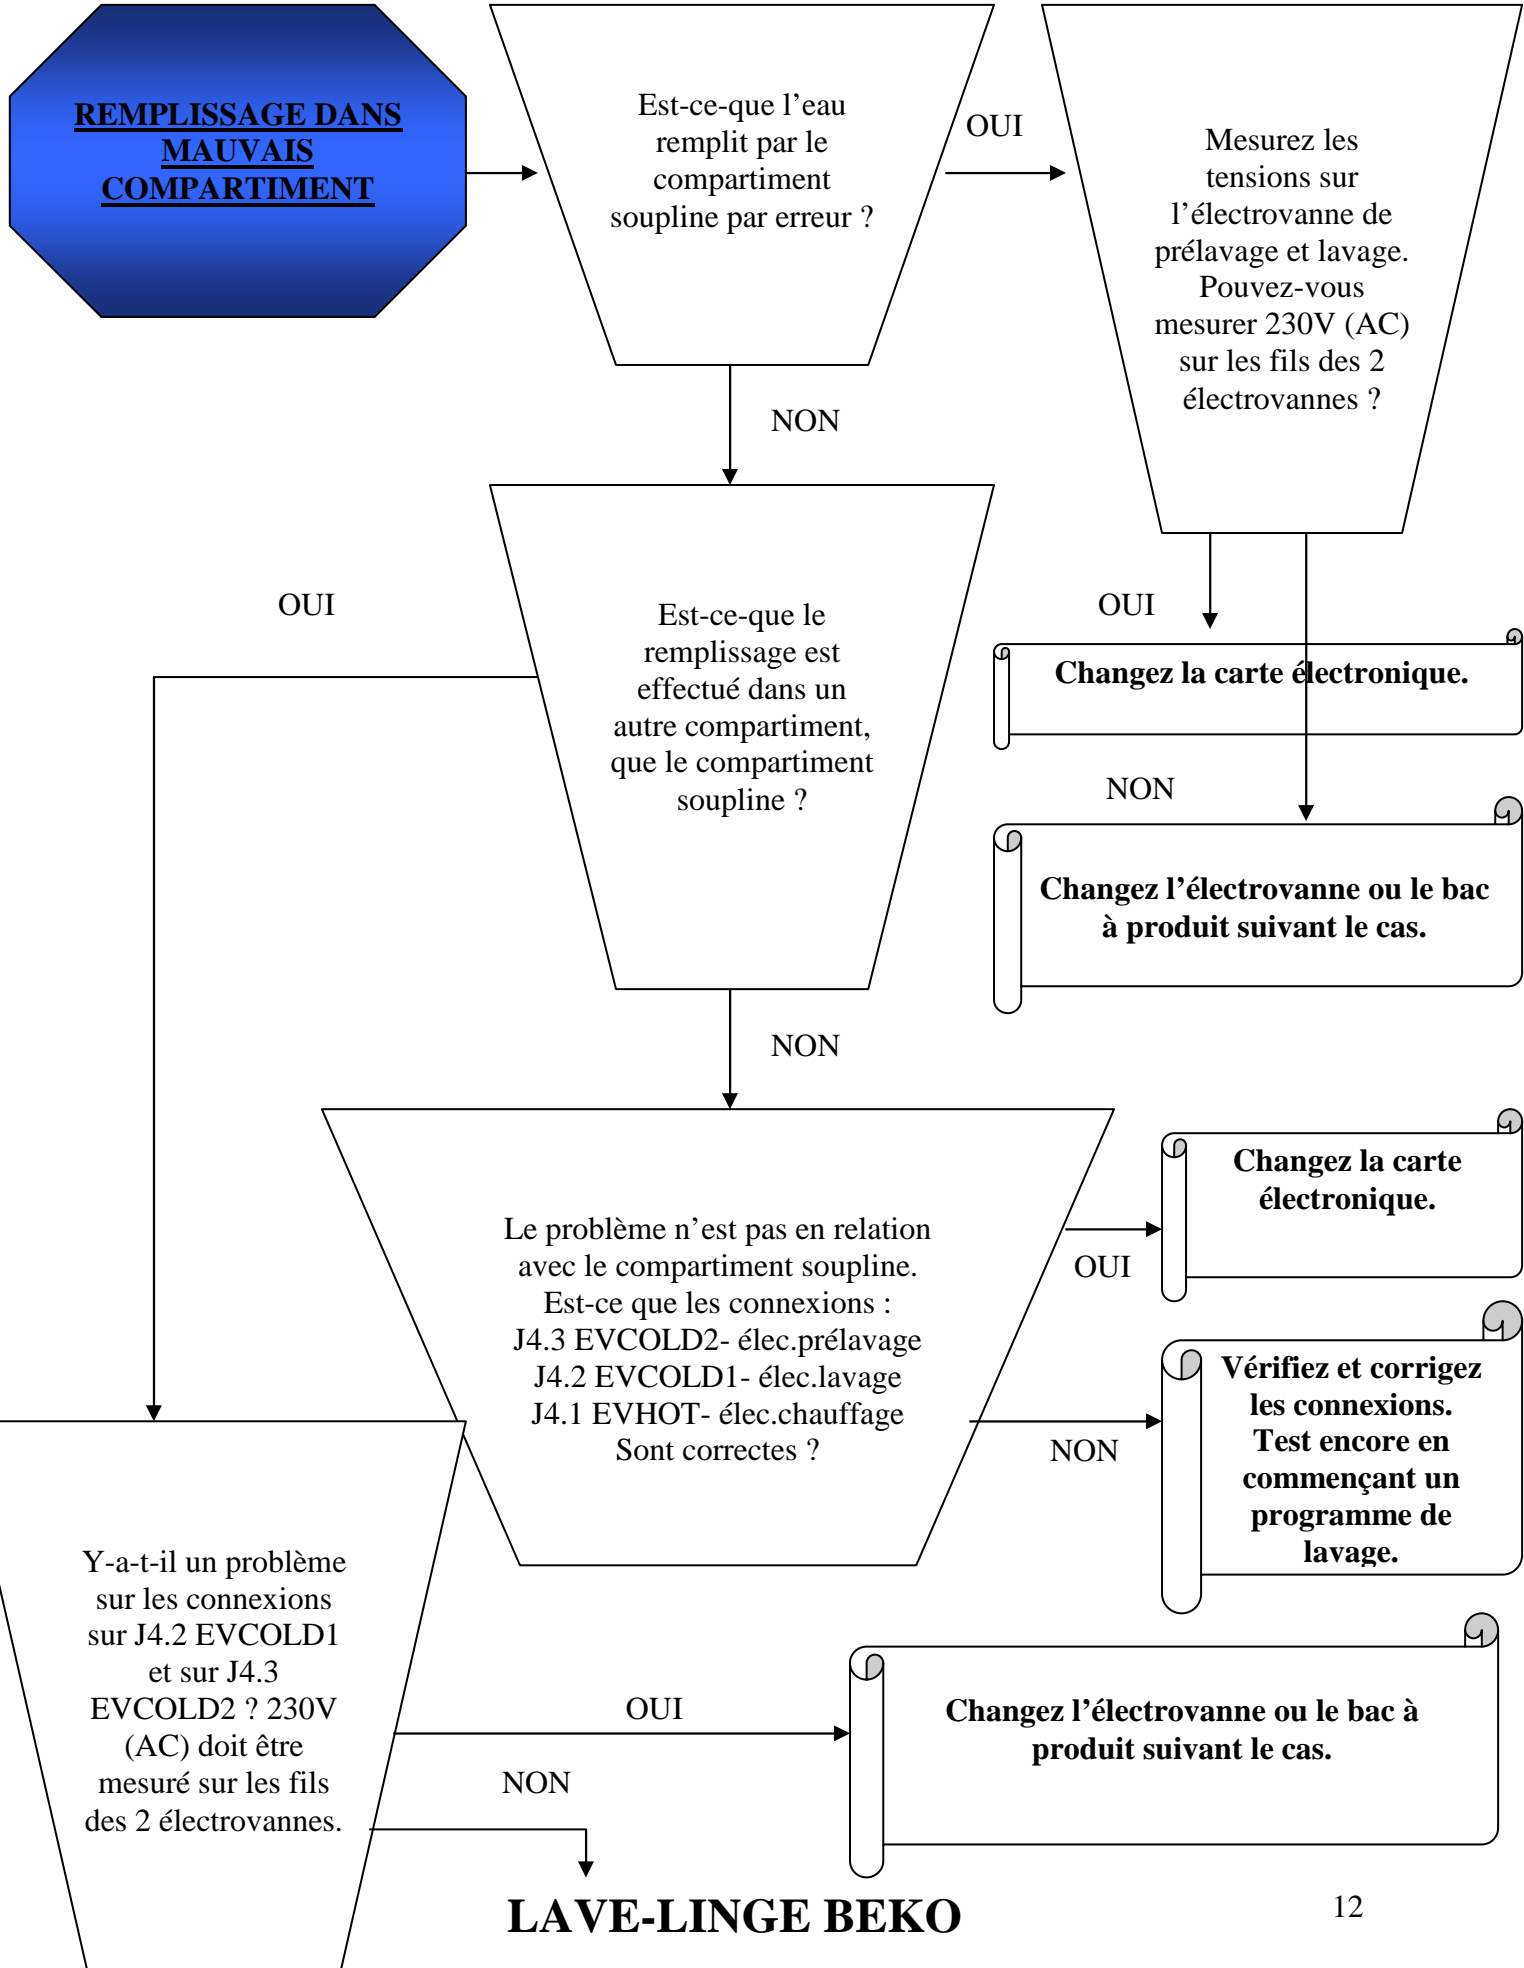 REMPLISSAGE DANS
MAUVAIS
COMPARTIMENT
Est-ce-que l’eau
remplit par le
compartiment
soupline par erreur ?
OUI
Mesurez les
tensions sur
l’électrovanne de
prélavage et lavage.
Pouvez-vous
mesurer 230V (AC)
sur les fils des 2
électrovannes ?
NON
OUI
Est-ce-que le
remplissage est
effectué dans un
autre compartiment,
que le compartiment
soupline ?
OUI
Changez la carte électronique.
NON
Changez l’électrovanne ou le bac
à produit suivant le cas.
NON
Le problème n’est pas en relation
avec le compartiment soupline.
Est-ce que les connexions :
J4.3 EVCOLD2- élec.prélavage
J4.2 EVCOLD1- élec.lavage
J4.1 EVHOT- élec.chauffage
Sont correctes ?
OUI
Changez la carte
électronique.
NON
Vérifiez et corrigez
les connexions.
Test encore en
commençant un
programme de
lavage.
Y-a-t-il un problème
sur les connexions
sur J4.2 EVCOLD1
et sur J4.3
EVCOLD2 ? 230V
(AC) doit être
mesuré sur les fils
des 2 électrovannes.
OUI
Changez l’électrovanne ou le bac à
produit suivant le cas.
NON
LAVE-LINGE BEKO
12